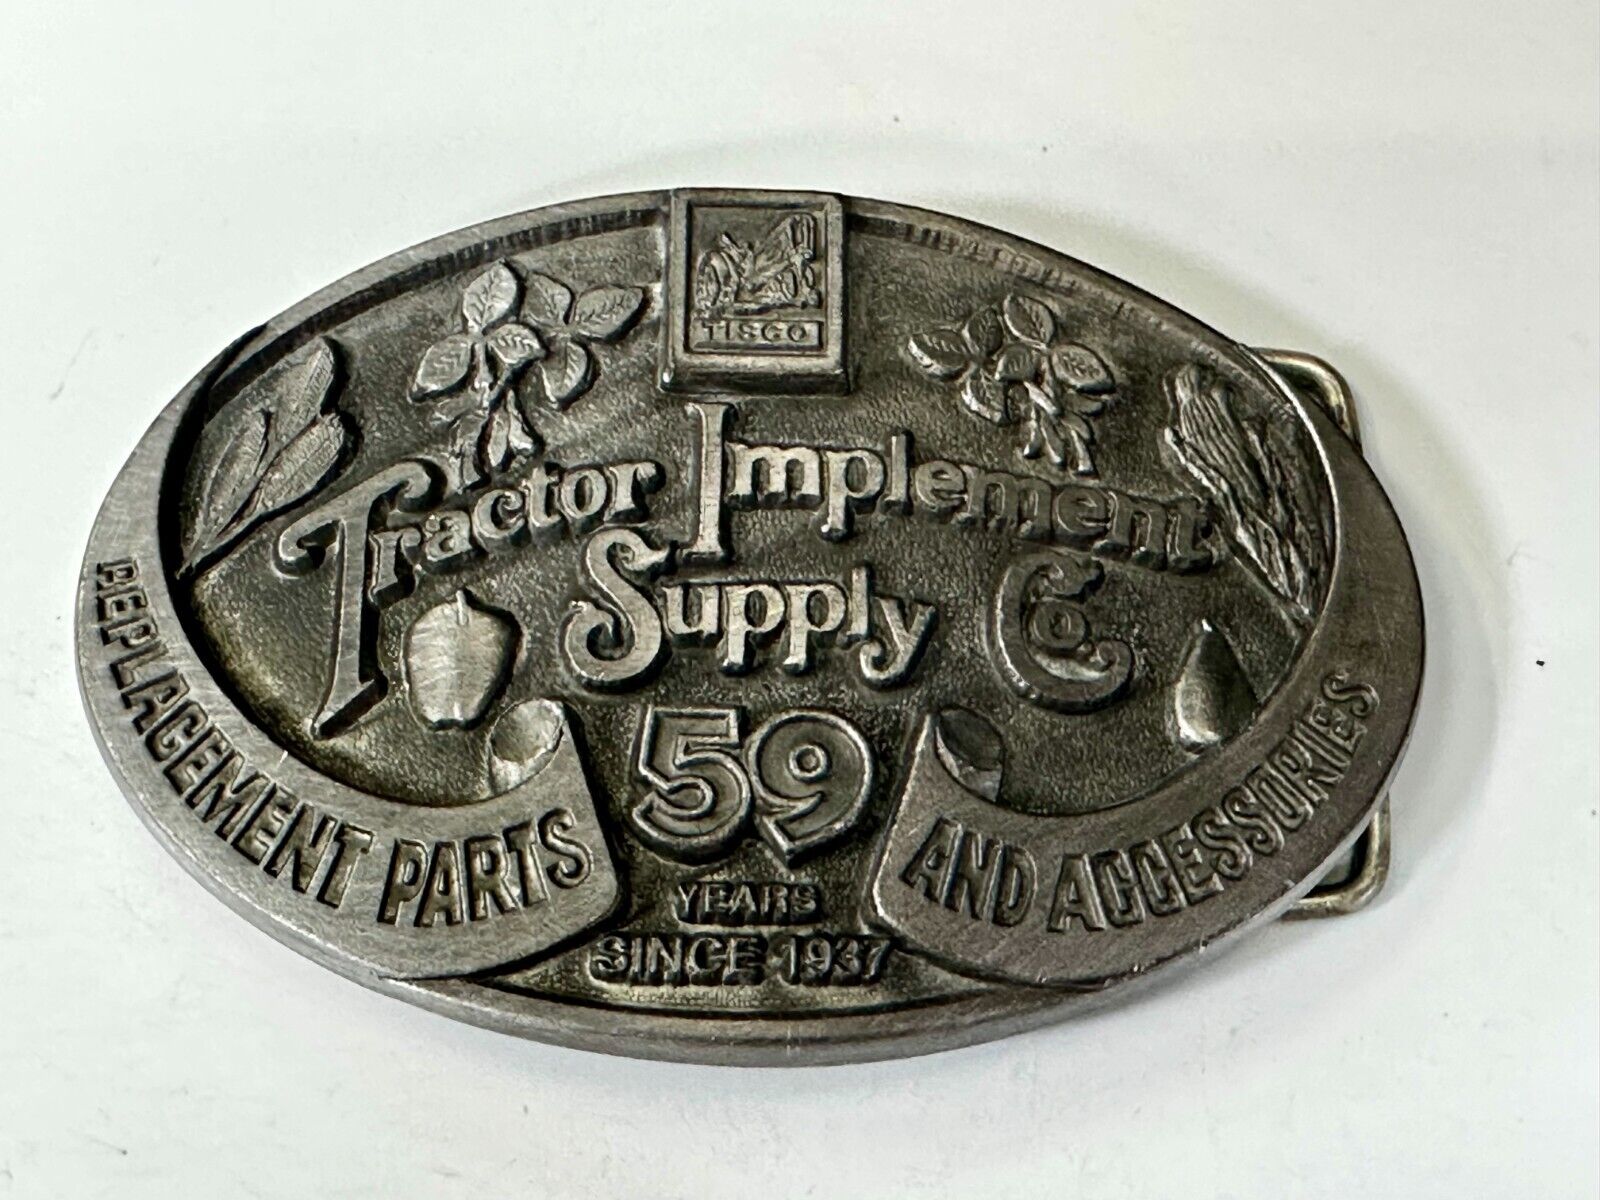 TISCO
Tractor Implement
Supply Co.
59
YEARS
SINCE 1937
REPLACEMENT PARTS
AND ACCESSORIES